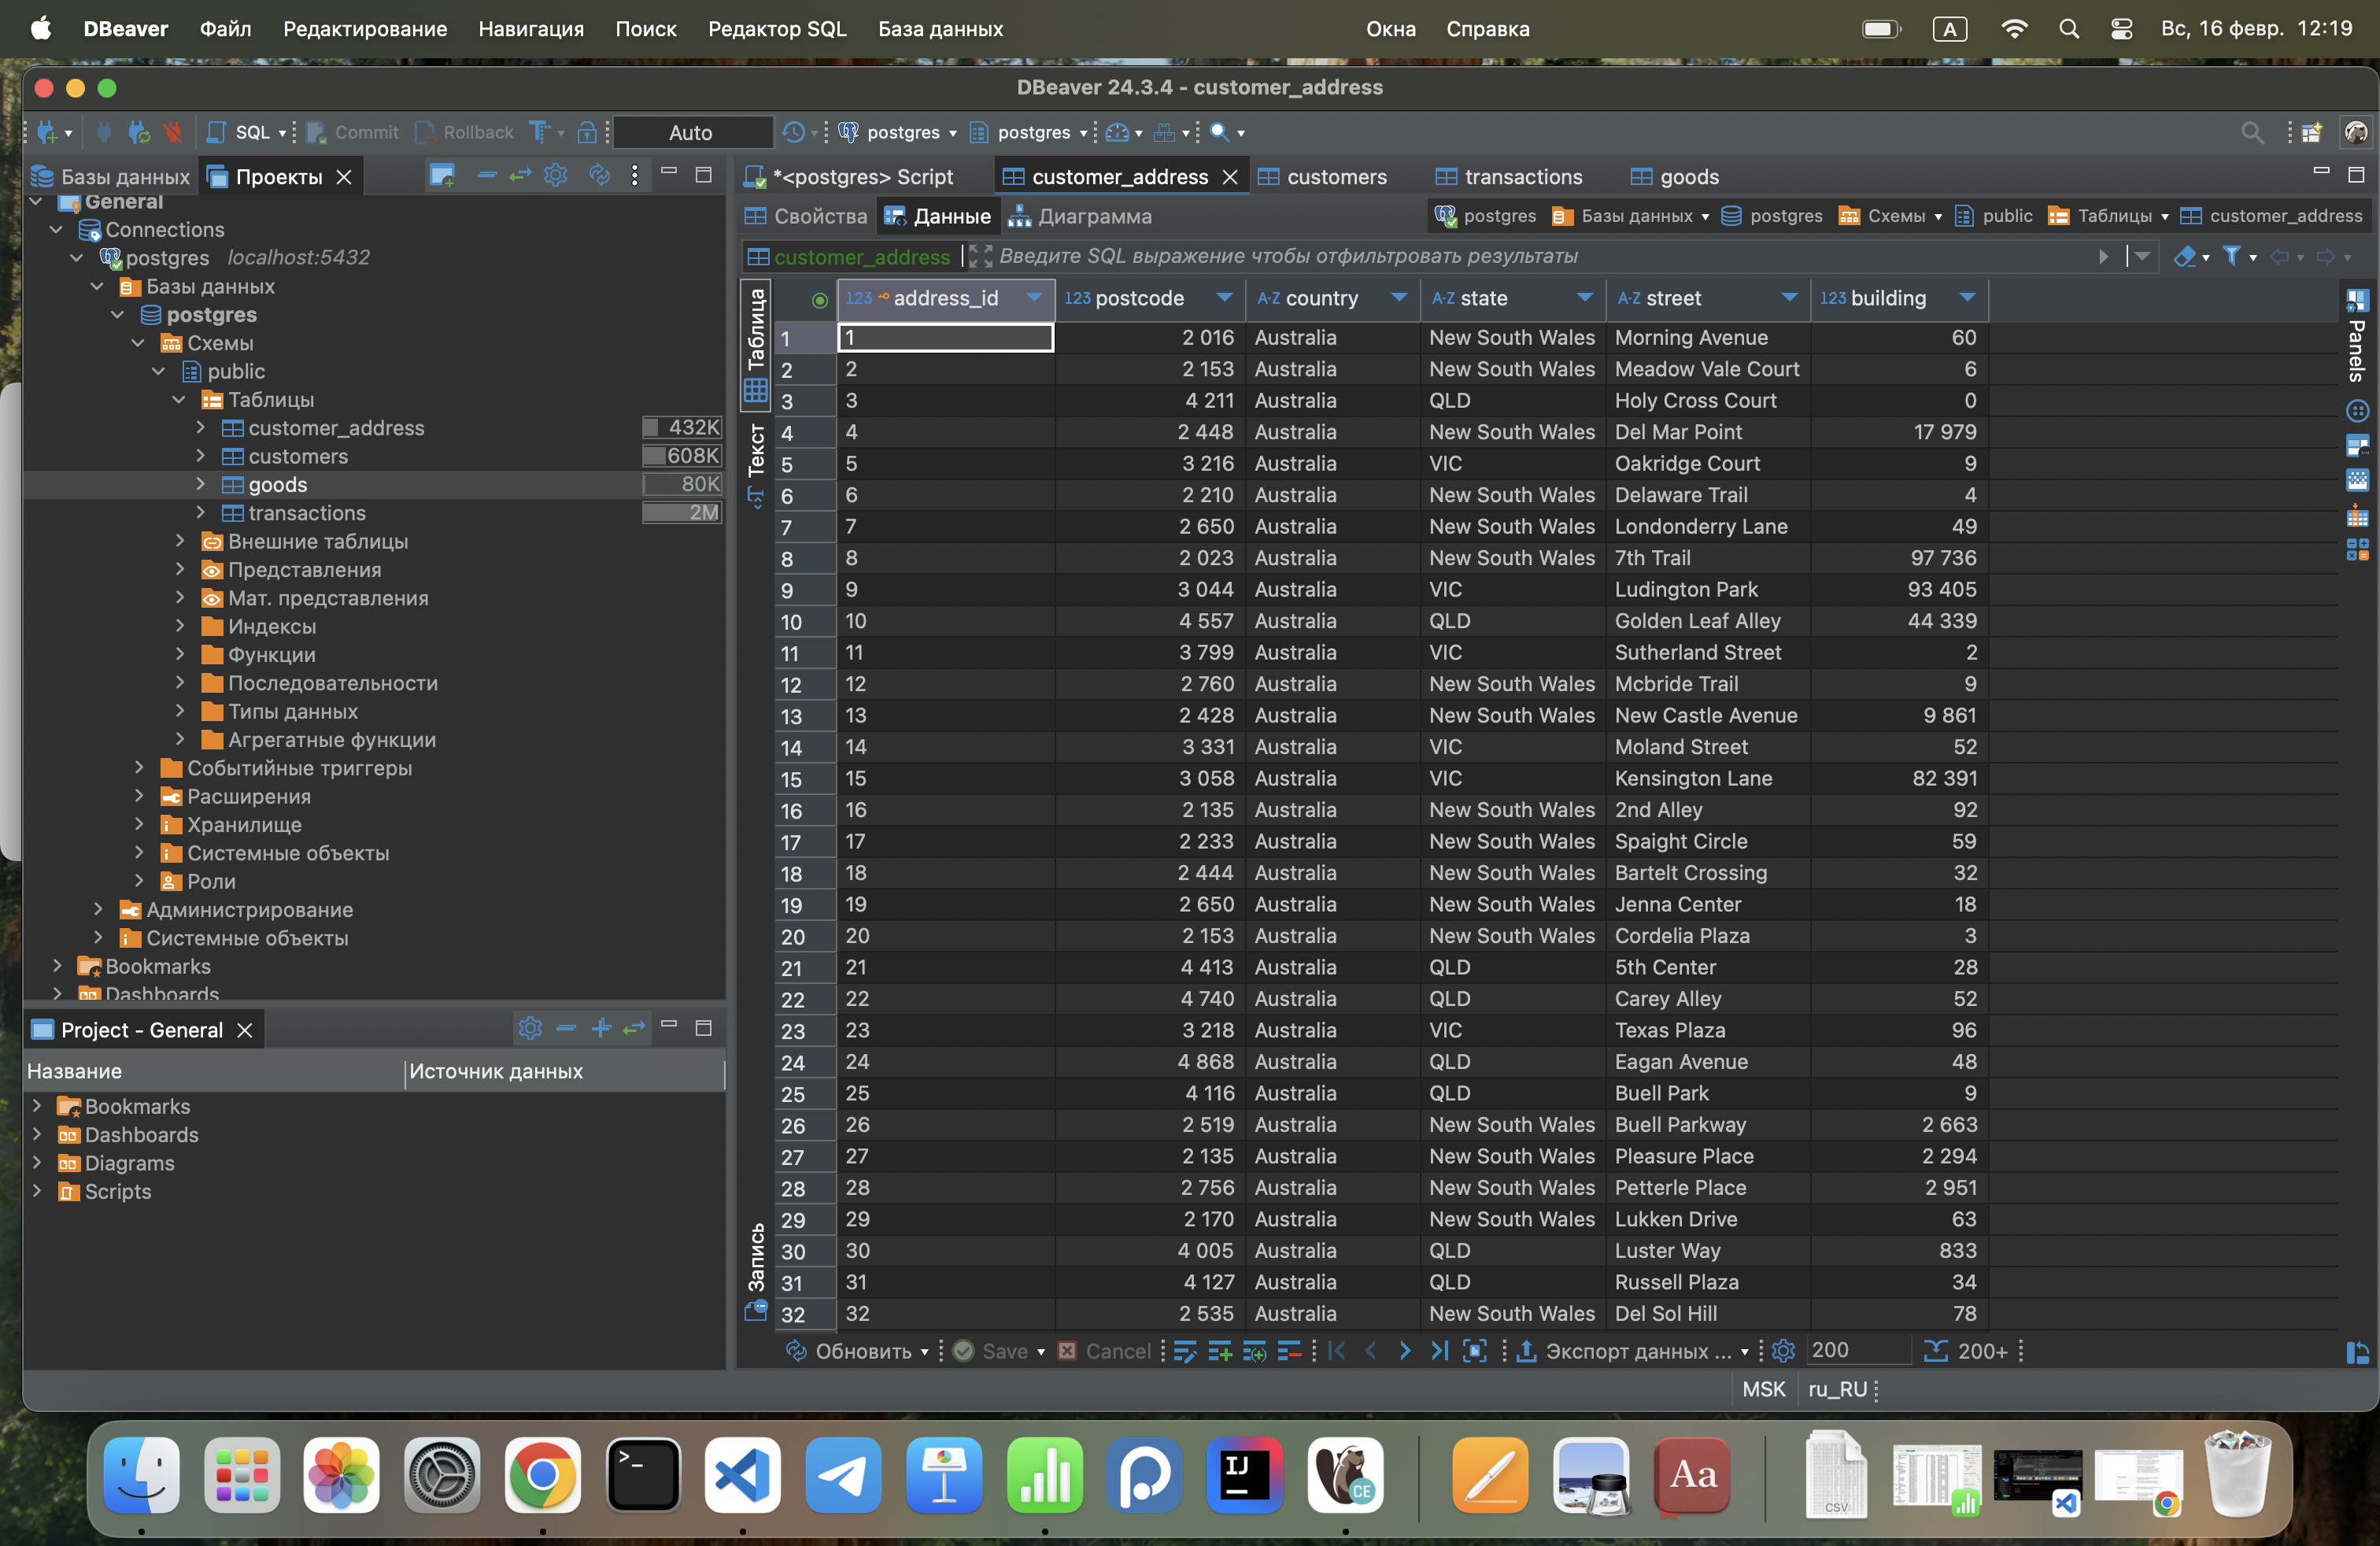 DBeaver Файл Редактирование Навигация Поиск Редактор SQL База данных Окна Справка A Вс, 16 февр. 12:19
DBeaver 24.3.4 - customer_address
SQL Commit Rollback Auto postgres postgres
Базы данных Проекты
*<postgres> Script customer_address customers transactions goods
Свойства Данные Диаграмма postgres Базы данных postgres Схемы public Таблицы customer_address
customer_address Введите SQL выражение чтобы отфильтровать результаты
General
Connections
postgres localhost:5432
Базы данных
postgres
Схемы
public
Таблицы
customer_address 432K
customers 608K
goods 80K
transactions 2M
Внешние таблицы
Представления
Мат. представления
Индексы
Функции
Последовательности
Типы данных
Агрегатные функции
Событийные триггеры
Расширения
Хранилище
Системные объекты
Роли
Администрирование
Системные объекты
Bookmarks
Dashboards
Project - General
Название Источник данных
Bookmarks
Dashboards
Diagrams
Scripts
Таблица
Текст
Запись
123 address_id 123 postcode A-Z country A-Z state A-Z street 123 building
1 1 2 016 Australia New South Wales Morning Avenue 60
2 2 2 153 Australia New South Wales Meadow Vale Court 6
3 3 4 211 Australia QLD Holy Cross Court 0
4 4 2 448 Australia New South Wales Del Mar Point 17 979
5 5 3 216 Australia VIC Oakridge Court 9
6 6 2 210 Australia New South Wales Delaware Trail 4
7 7 2 650 Australia New South Wales Londonderry Lane 49
8 8 2 023 Australia New South Wales 7th Trail 97 736
9 9 3 044 Australia VIC Ludington Park 93 405
10 10 4 557 Australia QLD Golden Leaf Alley 44 339
11 11 3 799 Australia VIC Sutherland Street 2
12 12 2 760 Australia New South Wales Mcbride Trail 9
13 13 2 428 Australia New South Wales New Castle Avenue 9 861
14 14 3 331 Australia VIC Moland Street 52
15 15 3 058 Australia VIC Kensington Lane 82 391
16 16 2 135 Australia New South Wales 2nd Alley 92
17 17 2 233 Australia New South Wales Spaight Circle 59
18 18 2 444 Australia New South Wales Bartelt Crossing 32
19 19 2 650 Australia New South Wales Jenna Center 18
20 20 2 153 Australia New South Wales Cordelia Plaza 3
21 21 4 413 Australia QLD 5th Center 28
22 22 4 740 Australia QLD Carey Alley 52
23 23 3 218 Australia VIC Texas Plaza 96
24 24 4 868 Australia QLD Eagan Avenue 48
25 25 4 116 Australia QLD Buell Park 9
26 26 2 519 Australia New South Wales Buell Parkway 2 663
27 27 2 135 Australia New South Wales Pleasure Place 2 294
28 28 2 756 Australia New South Wales Petterle Place 2 951
29 29 2 170 Australia New South Wales Lukken Drive 63
30 30 4 005 Australia QLD Luster Way 833
31 31 4 127 Australia QLD Russell Plaza 34
32 32 2 535 Australia New South Wales Del Sol Hill 78
Panels
Обновить Save Cancel Экспорт данных ... 200 200+
MSK ru_RU
>_
IJ
CE
Aa
CSV